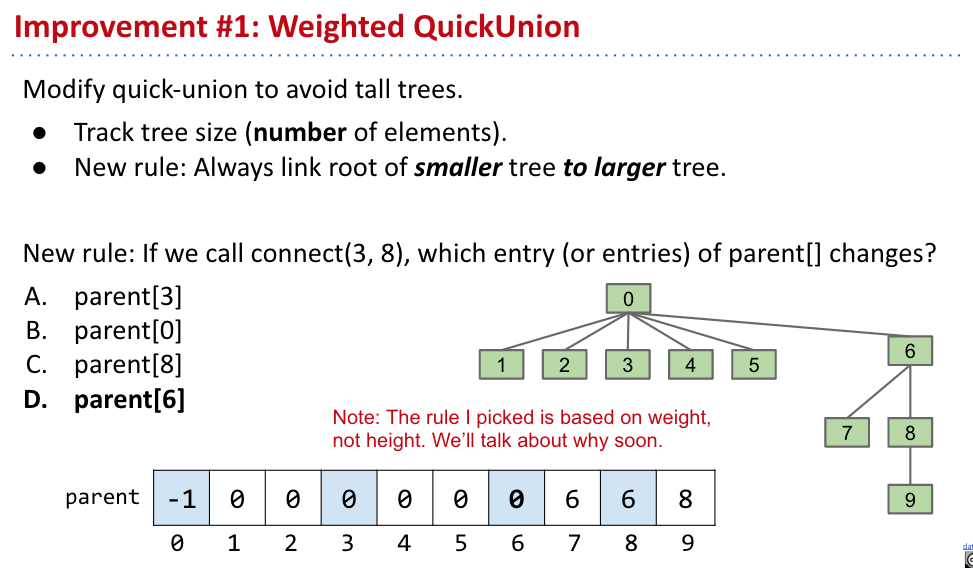 Improvement #1: Weighted QuickUnion
Modify quick-union to avoid tall trees.
● Track tree size (number of elements).
● New rule: Always link root of smaller tree to larger tree.
New rule: If we call connect(3, 8), which entry (or entries) of parent[] changes?
A. parent[3]
B. parent[0]
C. parent[8]
D. parent[6]
0
1 2 3 4 5
6
7 8
9
Note: The rule I picked is based on weight,
not height. We'll talk about why soon.
parent -1 0 0 0 0 0 0 6 6 8
0 1 2 3 4 5 6 7 8 9